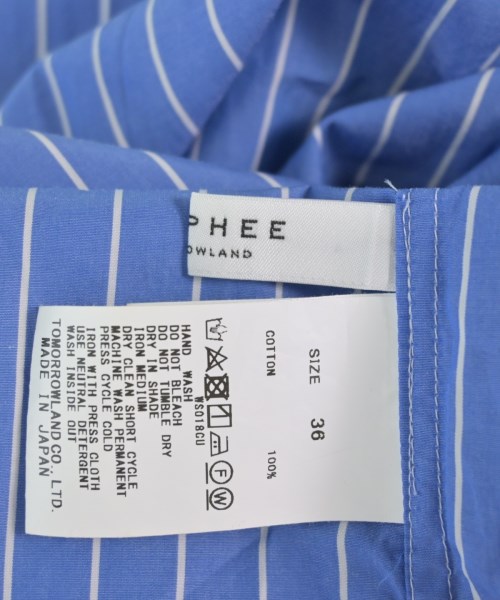 PHEE
OWLAND
SIZE 36
COTTON 100%
WS018CU
HAND WASH
DO NOT BLEACH
DO NOT TUMBLE DRY
DRY IN SHADE
IRON MEDIUM
DRY CLEAN SHORT CYCLE
MACHINE WASH PERMANENT
PRESS CYCLE COLD
IRON WITH PRESS CLOTH
USE NEUTRAL DETERGENT
WASH INSIDE OUT
TOMORROWLAND CO., LTD.
MADE IN JAPAN